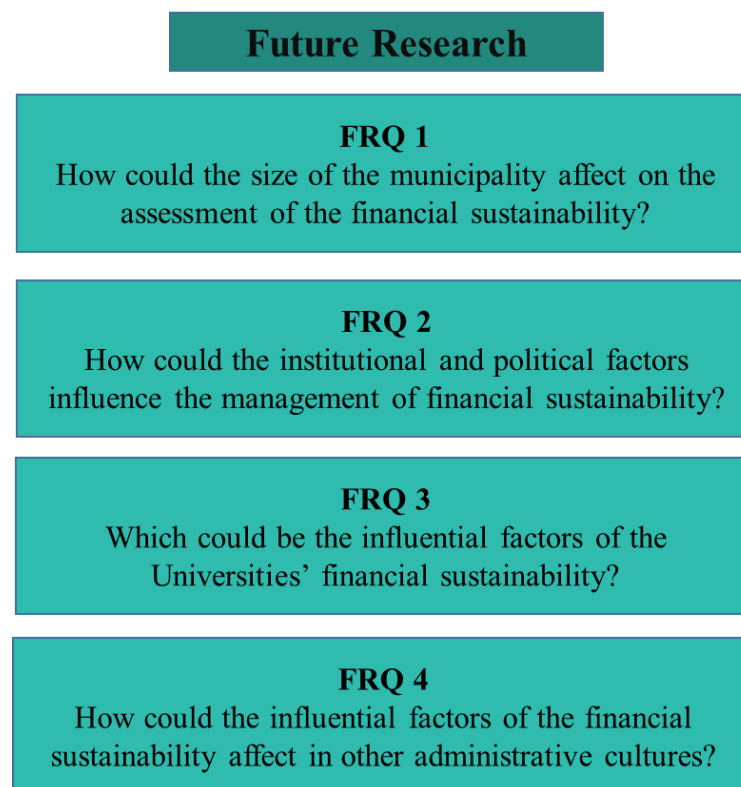 Future Research
FRQ 1
How could the size of the municipality affect on the
assessment of the financial sustainability?
FRQ 2
How could the institutional and political factors
influence the management of financial sustainability?
FRQ 3
Which could be the influential factors of the
Universities’ financial sustainability?
FRQ 4
How could the influential factors of the financial
sustainability affect in other administrative cultures?